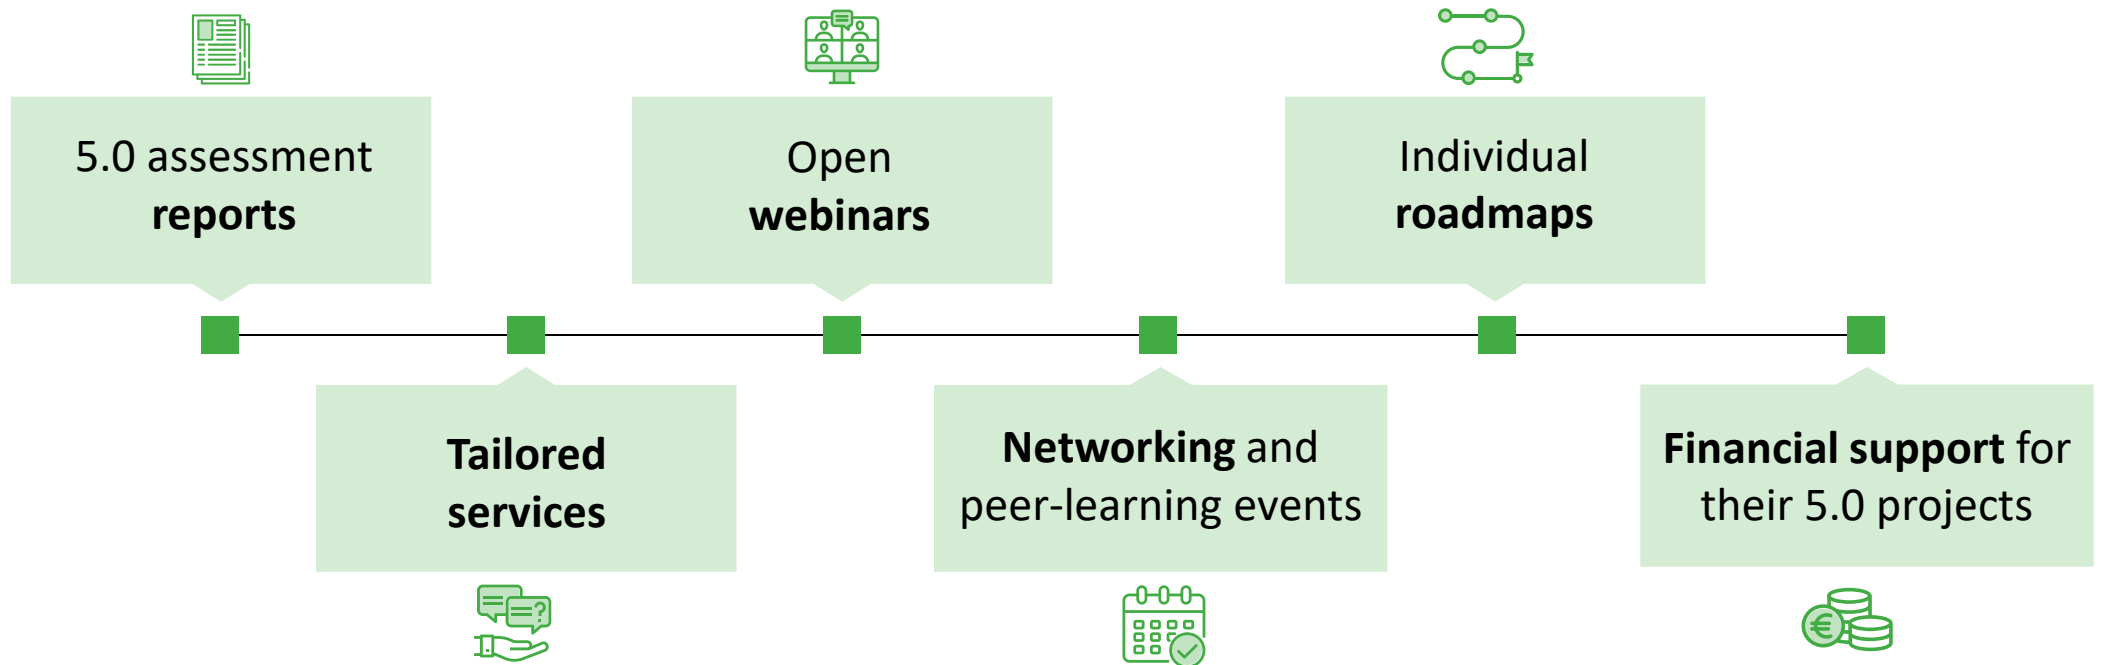 5.0 assessment
reports
Tailored
services
Open
webinars
Networking and
peer-learning events
Individual
roadmaps
Financial support for
their 5.0 projects